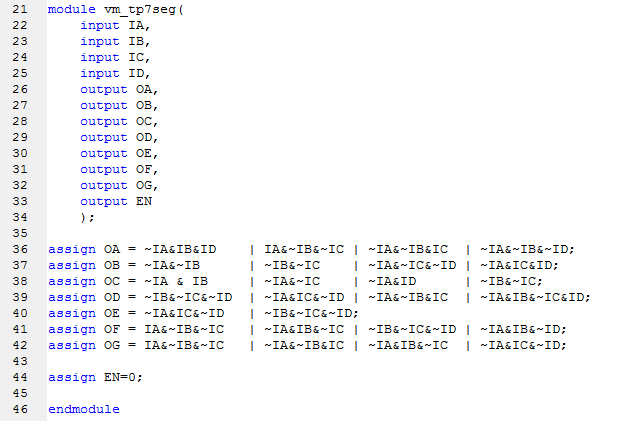 21 module vm_tp7seg(
22 input IA,
23 input IB,
24 input IC,
25 input ID,
26 output OA,
27 output OB,
28 output OC,
29 output OD,
30 output OE,
31 output OF,
32 output OG,
33 output EN
34 );
35
36 assign OA = ~IA&IB&ID | IA&~IB&~IC | ~IA&~IB&IC | ~IA&~IB&~ID;
37 assign OB = ~IA&~IB | ~IB&~IC | ~IA&~IC&~ID | ~IA&IC&ID;
38 assign OC = ~IA & IB | ~IA&~IC | ~IA&ID | ~IB&~IC;
39 assign OD = ~IB&~IC&~ID | ~IA&IC&~ID | ~IA&~IB&IC | ~IA&IB&~IC&ID;
40 assign OE = ~IA&IC&~ID | ~IB&~IC&~ID;
41 assign OF = IA&~IB&~IC | ~IA&IB&~IC | ~IB&~IC&~ID | ~IA&IB&~ID;
42 assign OG = IA&~IB&~IC | ~IA&~IB&IC | ~IA&IB&~IC | ~IA&IC&~ID;
43
44 assign EN=0;
45
46 endmodule